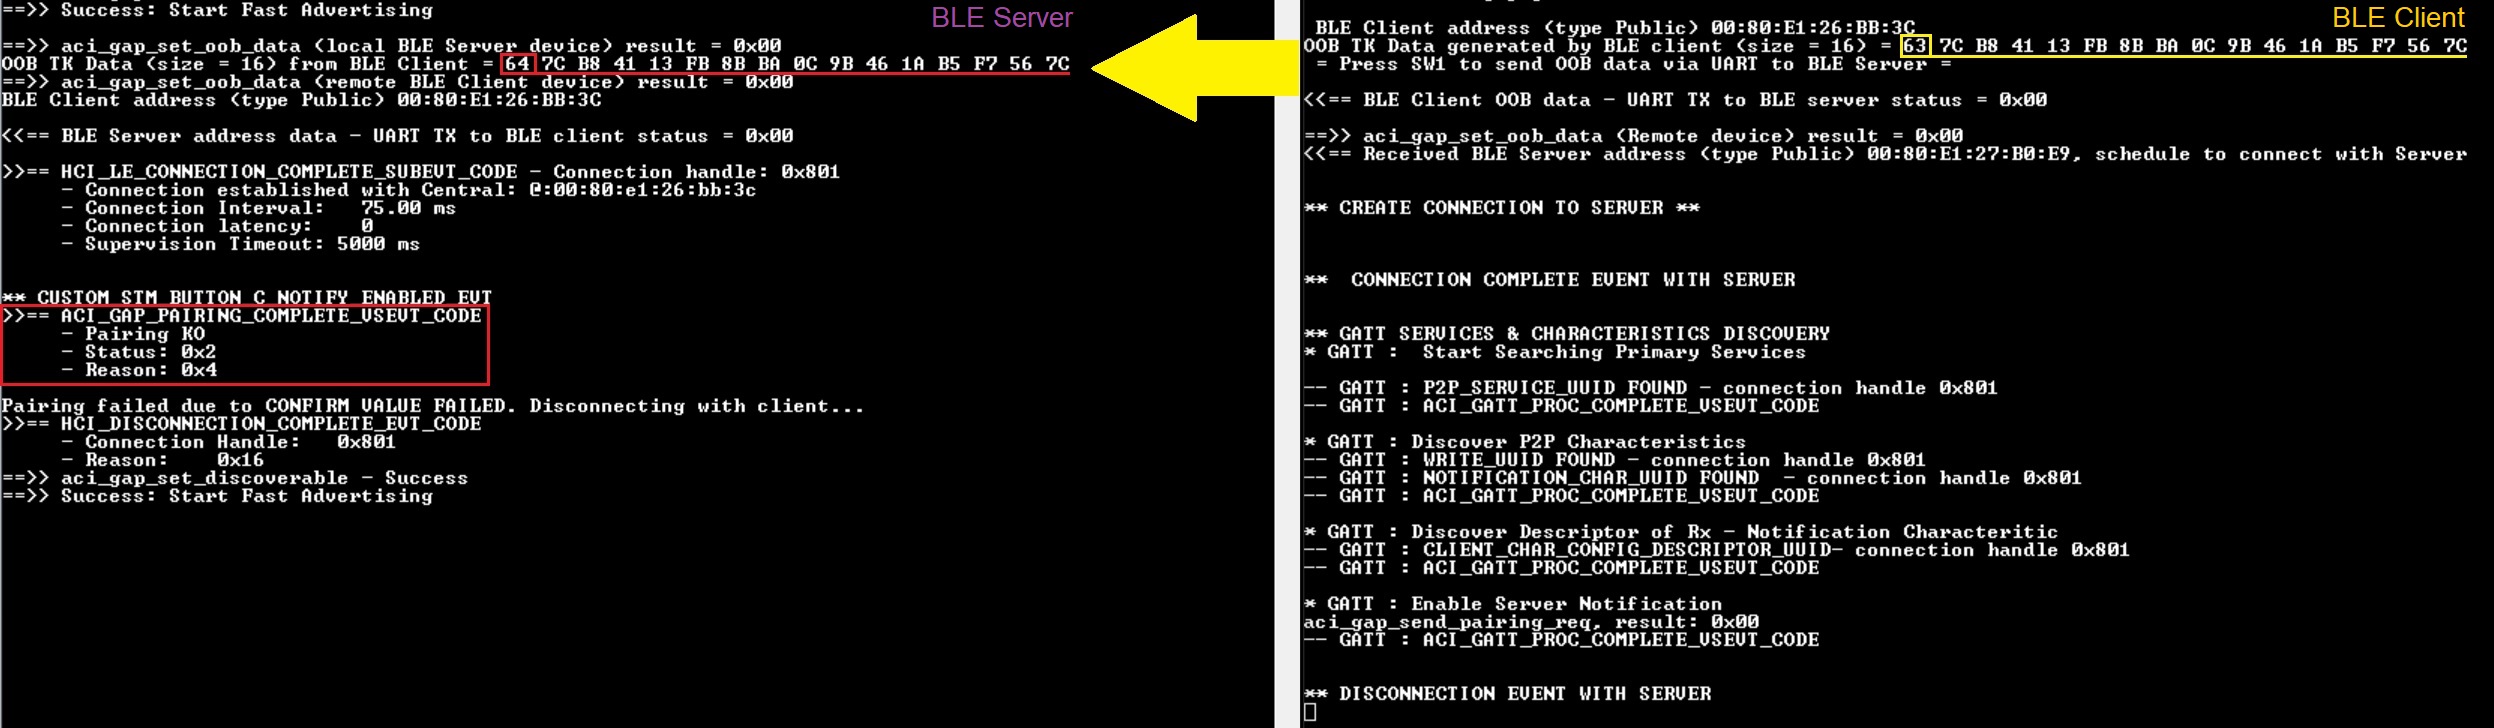 ==>> Success: Start Fast Advertising
BLE Server
==>> aci_gap_set_oob_data (local BLE Server device) result = 0x00
OOB TK Data (size = 16) from BLE Client = 64 7C B8 41 13 FB 8B BA 0C 9B 46 1A B5 F7 56 7C
==>> aci_gap_set_oob_data (remote BLE Client device) result = 0x00
BLE Client address (type Public) 00:80:E1:26:BB:3C
<<== BLE Server address data - UART TX to BLE client status = 0x00
>>== HCI_LE_CONNECTION_COMPLETE_SUBEVT_CODE - Connection handle: 0x801
- Connection established with Central: @:00:80:e1:26:bb:3c
- Connection Interval: 75.00 ms
- Connection latency: 0
- Supervision Timeout: 5000 ms
** CUSTOM_STM_BUTTON_C_NOTIFY_ENABLED_EVT
>>== ACI_GAP_PAIRING_COMPLETE_VSEVT_CODE
- Pairing KO
- Status: 0x2
- Reason: 0x4
Pairing failed due to CONFIRM VALUE FAILED. Disconnecting with client...
>>== HCI_DISCONNECTION_COMPLETE_EVT_CODE
- Connection Handle: 0x801
- Reason: 0x16
==>> aci_gap_set_discoverable - Success
==>> Success: Start Fast Advertising
BLE Client
BLE Client address (type Public) 00:80:E1:26:BB:3C
OOB TK Data generated by BLE client (size = 16) = 63 7C B8 41 13 FB 8B BA 0C 9B 46 1A B5 F7 56 7C
= Press SW1 to send OOB data via UART to BLE Server =
<<== BLE Client OOB data - UART TX to BLE server status = 0x00
==>> aci_gap_set_oob_data (Remote device) result = 0x00
<<== Received BLE Server address (type Public) 00:80:E1:27:B0:E9, schedule to connect with Server
** CREATE CONNECTION TO SERVER **
** CONNECTION COMPLETE EVENT WITH SERVER
** GATT SERVICES & CHARACTERISTICS DISCOVERY
* GATT : Start Searching Primary Services
-- GATT : P2P_SERVICE_UUID FOUND - connection handle 0x801
-- GATT : ACI_GATT_PROC_COMPLETE_VSEVT_CODE
* GATT : Discover P2P Characteristics
-- GATT : WRITE_UUID FOUND - connection handle 0x801
-- GATT : NOTIFICATION_CHAR_UUID FOUND - connection handle 0x801
-- GATT : ACI_GATT_PROC_COMPLETE_VSEVT_CODE
* GATT : Discover Descriptor of Rx - Notification Characteritic
-- GATT : CLIENT_CHAR_CONFIG_DESCRIPTOR_UUID- connection handle 0x801
-- GATT : ACI_GATT_PROC_COMPLETE_VSEVT_CODE
* GATT : Enable Server Notification
aci_gap_send_pairing_req, result: 0x00
-- GATT : ACI_GATT_PROC_COMPLETE_VSEVT_CODE
** DISCONNECTION EVENT WITH SERVER